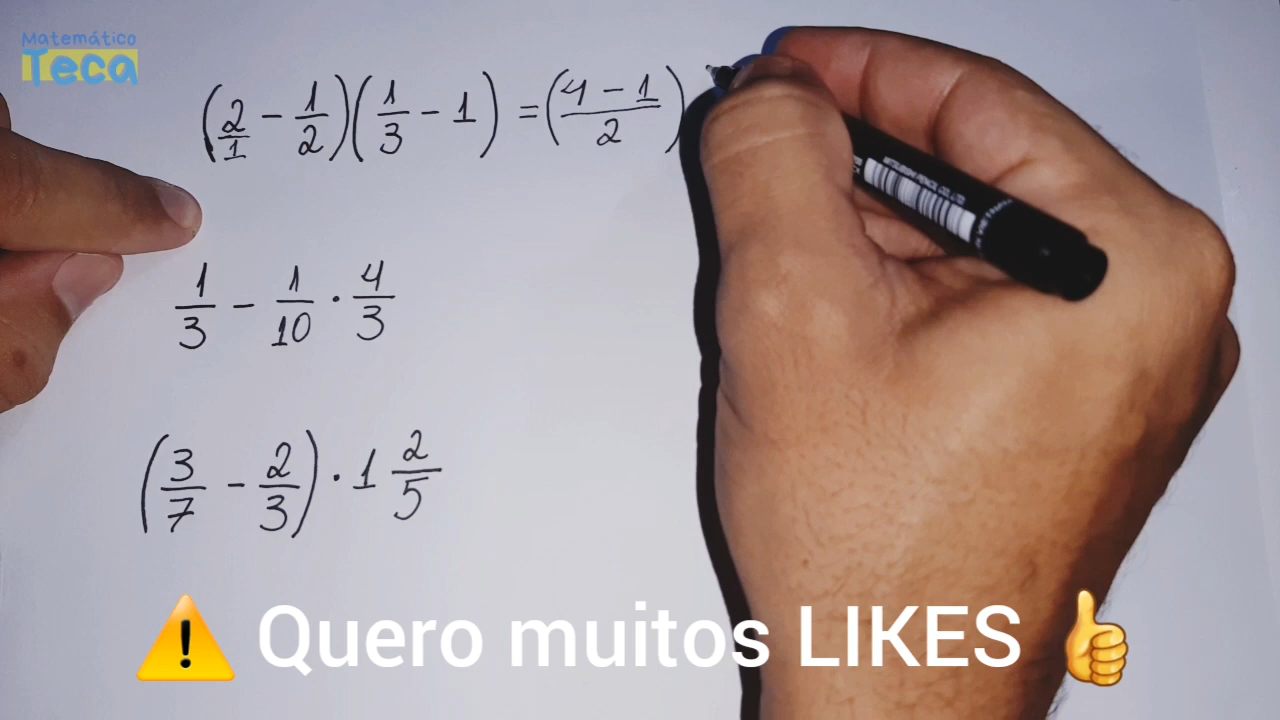 Matemático
Teca
(2/1 - 1/2)(1/3 - 1) = (4 - 1/2)
1/3 - 1/10 · 4/3
(3/7 - 2/3) · 1 2/5
⚠ Quero muitos LIKES 👍